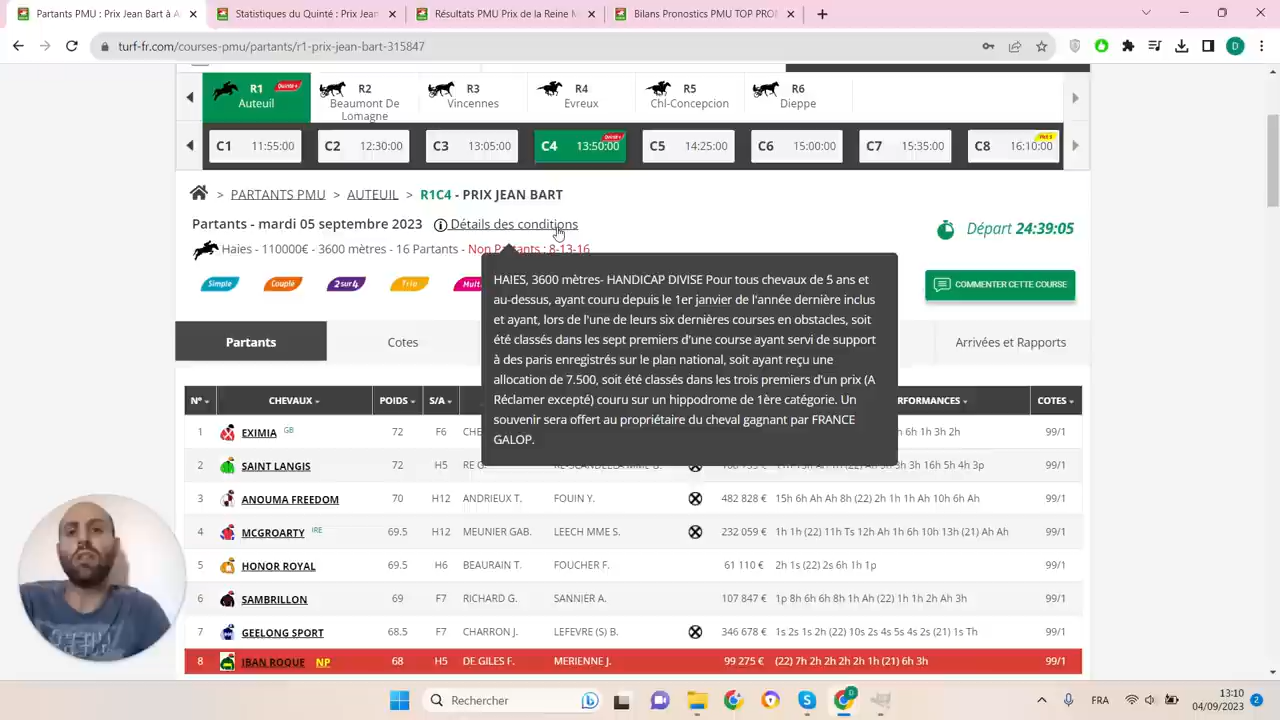 PMU : Prix Jean Bart à A
Statistiques du Quinté : Prix Jean
Résultats PMU Prix de la Reine M
Bilans Pronostics PMU TOP PRO
turf-fr.com/courses-pmu/partants/r1-prix-jean-bart-315847
R1 Quinté+
Auteuil
R2
Beaumont De
Lomagne
R3
Vincennes
R4
Evreux
R5
Chl-Concepcion
R6
Dieppe
C1 11:55:00
C2 12:30:00
C3 13:05:00
C4 13:50:00 Quinté+
C5 14:25:00
C6 15:00:00
C7 15:35:00
C8 16:10:00
> PARTANTS PMU > AUTEUIL > R1C4 - PRIX JEAN BART
Partants - mardi 05 septembre 2023 Détails des conditions
Départ 24:39:05
Haies - 110000€ - 3600 mètres - 16 Partants - Non Partants : 8-13-16
Simple Couplé 2sur4 Trio Mult
COMMENTER CETTE COURSE
HAIES, 3600 mètres- HANDICAP DIVISE Pour tous chevaux de 5 ans et
au-dessus, ayant couru depuis le 1er janvier de l'année dernière inclus
et ayant, lors de l'une de leurs six dernières courses en obstacles, soit
été classés dans les sept premiers d'une course ayant servi de support
à des paris enregistrés sur le plan national, soit ayant reçu une
allocation de 7.500, soit été classés dans les trois premiers d'un prix (A
Réclamer excepté) couru sur un hippodrome de 1ère catégorie. Un
souvenir sera offert au propriétaire du cheval gagnant par FRANCE
GALOP.
Partants Cotes Arrivées et Rapports
N° CHEVAUX POIDS S/A RFORMANCES COTES
1 EXIMIA GB 72 F6 CHE 6h 1h 3h 2h 99/1
2 SAINT LANGIS 72 H5 RE 3h 16h 5h 4h 3p 99/1
3 ANOUMA FREEDOM 70 H12 ANDRIEUX T. FOUIN Y. 482 828 € 15h 6h Ah Ah 8h (22) 2h 1h 1h Ah 10h 6h Ah 99/1
4 MCGROARTY IRE 69.5 H12 MEUNIER GAB. LEECH MME S. 232 059 € 1h 1h (22) 11h Ts 12h Ah 1h 6h 10h 13h (21) Ah Ah 99/1
5 HONOR ROYAL 69.5 H6 BEAURAIN T. FOUCHER F. 61 110 € 2h 1s (22) 2s 6h 1h 1p 99/1
6 SAMBRILLON 69 F7 RICHARD G. SANNIER A. 107 847 € 1p 8h 6h 6h 8h 1h Ah (22) 1h 1h 2h Ah 3h 99/1
7 GEELONG SPORT 68.5 F7 CHARRON J. LEFEVRE (S) B. 346 678 € 1s 2s 1s 2h (22) 10s 2s 4s 5s 4s 2s (21) 1s Th 99/1
8 IBAN ROQUE NP 68 H5 DE GILES F. MERIENNE J. 99 275 € (22) 7h 2h 2h 2h 2h 1h (21) 6h 3h 99/1
Rechercher
FRA
13:10
04/09/2023
2